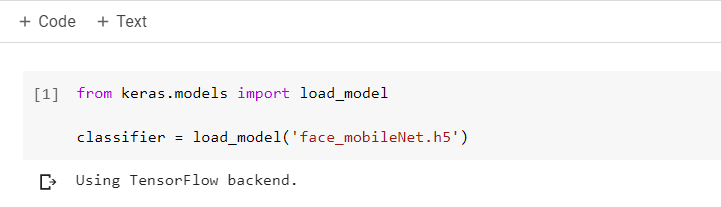 + Code + Text
[1] from keras.models import load_model
classifier = load_model('face_mobileNet.h5')
Using TensorFlow backend.